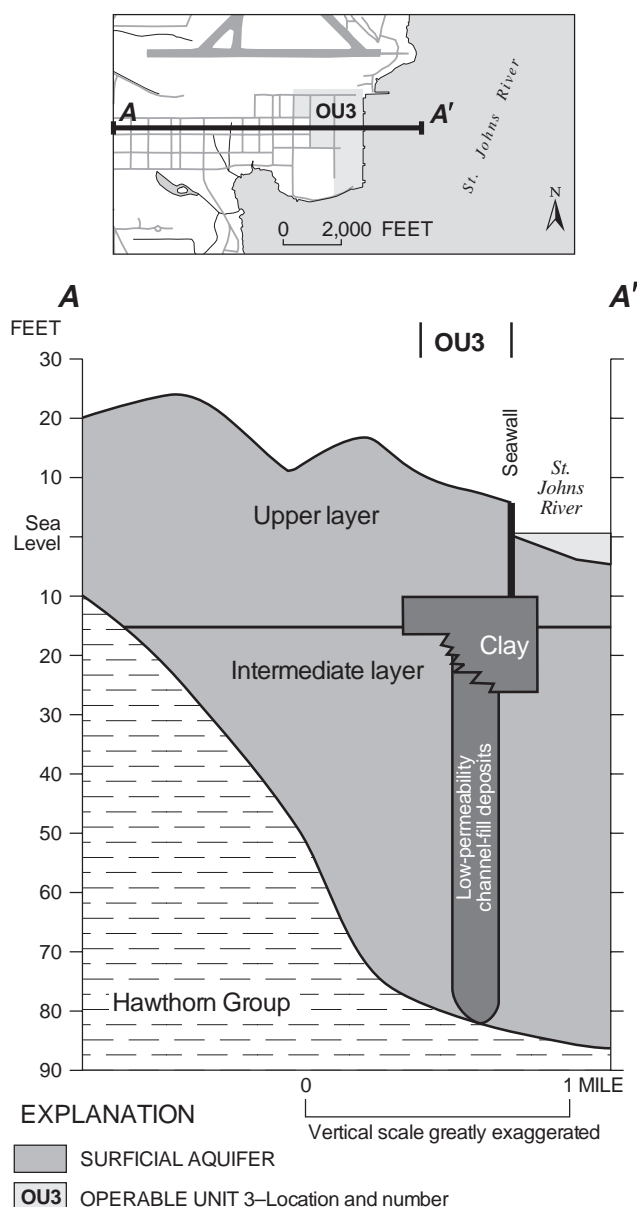 A
OU3
A'
St. Johns River
N
0 2,000 FEET
A
A'
FEET
OU3
30
20
10
Sea
Level
10
20
30
40
50
60
70
80
90
Seawall
St.
Johns
River
Upper layer
Clay
Intermediate layer
Low-permeability
channel-fill deposits
Hawthorn Group
0 1 MILE
Vertical scale greatly exaggerated
EXPLANATION
SURFICIAL AQUIFER
OU3 OPERABLE UNIT 3–Location and number